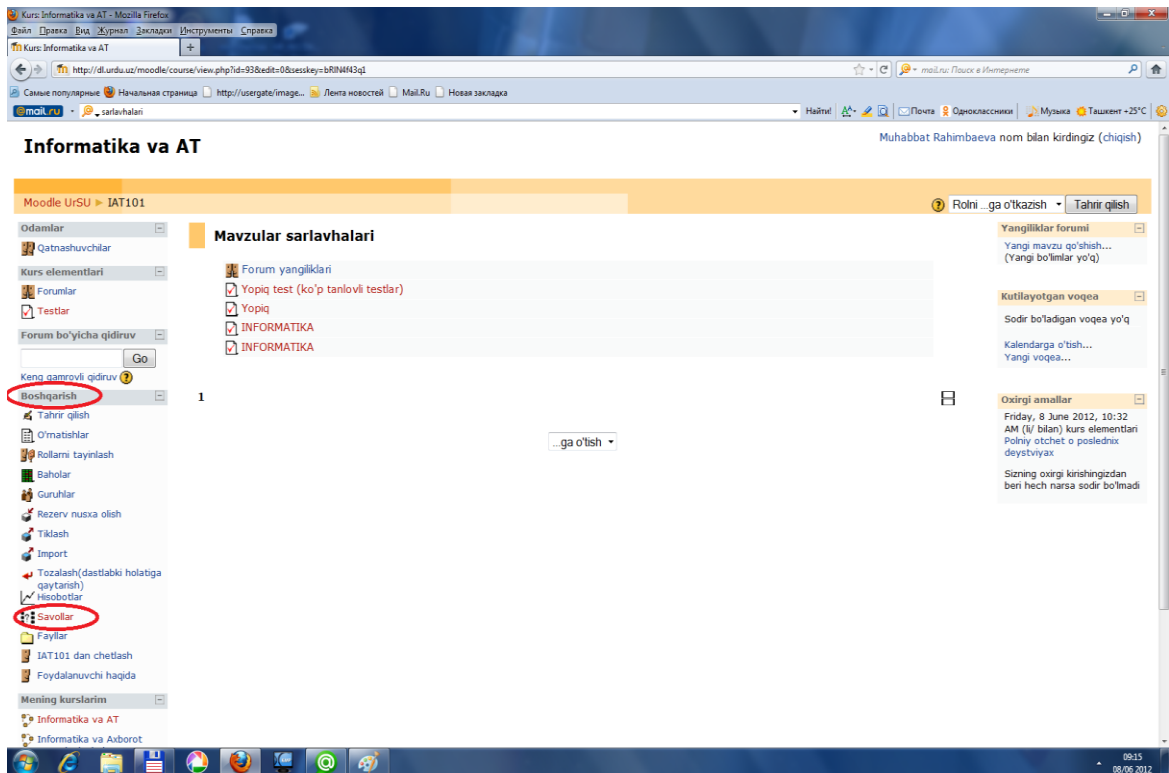 Kurs: Informatika va AT - Mozilla Firefox
Файл Правка Вид Журнал Закладки Инструменты Справка
Kurs: Informatika va AT
http://dl.urdu.uz/moodle/course/view.php?id=93&edit=0&sesskey=bRlN4f43q1
mail.ru: Поиск в Интернете
Самые популярные Начальная страница http://usergate/image... Лента новостей Mail.Ru Новая закладка
@mail.ru sarlavhalari Найти! Почта Одноклассники Музыка Ташкент +25°C
Informatika va AT
Muhabbat Rahimbaeva nom bilan kirdingiz (chiqish)
Moodle UrSU ► IAT101
Rolni ...ga o'tkazish Tahrir qilish
Odamlar
Qatnashuvchilar
Kurs elementlari
Forumlar
Testlar
Forum bo'yicha qidiruv
Go
Keng qamrovli qidiruv
Boshqarish
Tahrir qilish
O'rnatishlar
Rollarni tayinlash
Baholar
Guruhlar
Rezerv nusxa olish
Tiklash
Import
Tozalash(dastlabki holatiga
qaytarish)
Hisobotlar
Savollar
Fayllar
IAT101 dan chetlash
Foydalanuvchi haqida
Mening kurslarim
Informatika va AT
Informatika va Axborot
Mavzular sarlavhalari
Forum yangiliklari
Yopiq test (ko'p tanlovli testlar)
Yopiq
INFORMATIKA
INFORMATIKA
1
...ga o'tish
Yangiliklar forumi
Yangi mavzu qo'shish...
(Yangi bo'limlar yo'q)
Kutilayotgan voqea
Sodir bo'ladigan voqea yo'q
Kalendarga o'tish...
Yangi voqea...
Oxirgi amallar
Friday, 8 June 2012, 10:32
AM (li/ bilan) kurs elementlari
Polniy otchet o poslednix
deystviyax
Sizning oxirgi kirishingizdan
beri hech narsa sodir bo'lmadi
09:15
08/06 2012